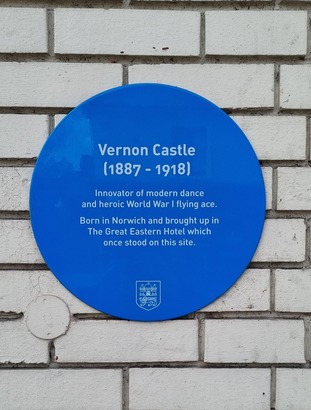 Vernon Castle
(1887 - 1918)
Innovator of modern dance
and heroic World War I flying ace.
Born in Norwich and brought up in
The Great Eastern Hotel which
once stood on this site.